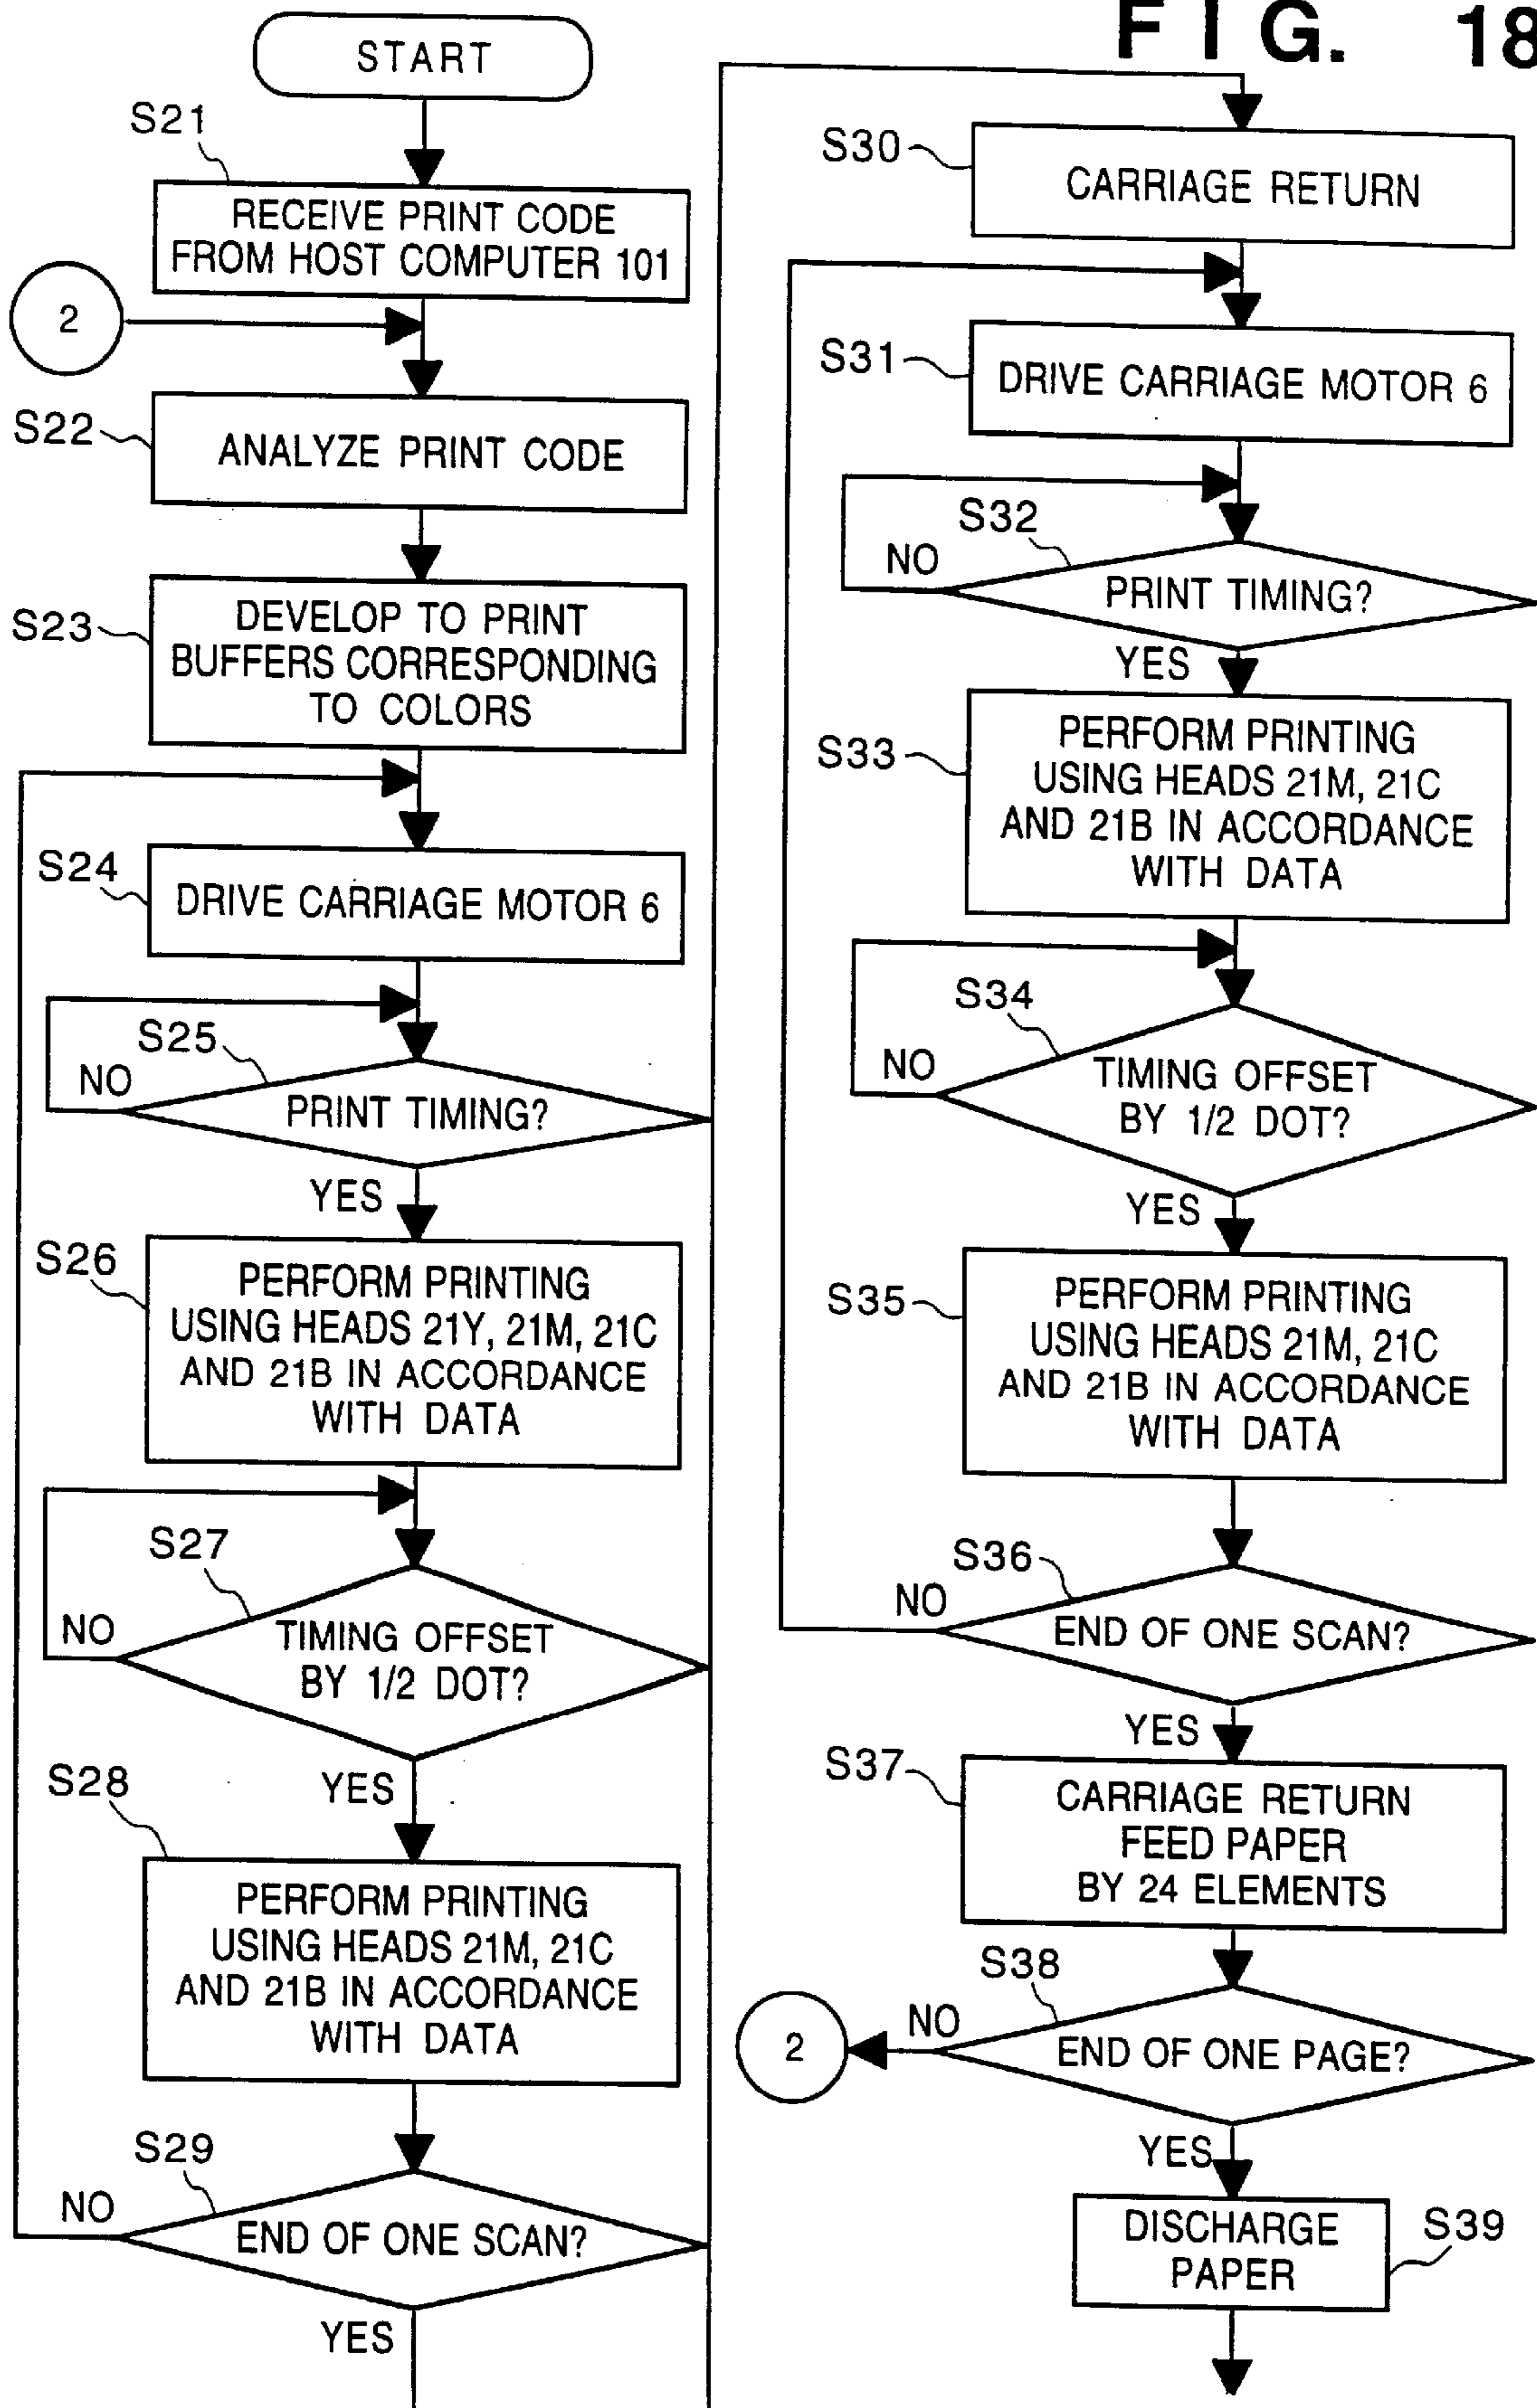 FIG. 18
START
S21
RECEIVE PRINT CODE
FROM HOST COMPUTER 101
2
S22
ANALYZE PRINT CODE
S23
DEVELOP TO PRINT
BUFFERS CORRESPONDING
TO COLORS
S24
DRIVE CARRIAGE MOTOR 6
S25
NO
PRINT TIMING?
YES
S26
PERFORM PRINTING
USING HEADS 21Y, 21M, 21C
AND 21B IN ACCORDANCE
WITH DATA
S27
NO
TIMING OFFSET
BY 1/2 DOT?
YES
S28
PERFORM PRINTING
USING HEADS 21M, 21C
AND 21B IN ACCORDANCE
WITH DATA
S29
NO
END OF ONE SCAN?
YES
S30
CARRIAGE RETURN
S31
DRIVE CARRIAGE MOTOR 6
S32
NO
PRINT TIMING?
YES
S33
PERFORM PRINTING
USING HEADS 21M, 21C
AND 21B IN ACCORDANCE
WITH DATA
S34
NO
TIMING OFFSET
BY 1/2 DOT?
YES
S35
PERFORM PRINTING
USING HEADS 21M, 21C
AND 21B IN ACCORDANCE
WITH DATA
S36
NO
END OF ONE SCAN?
YES
S37
CARRIAGE RETURN
FEED PAPER
BY 24 ELEMENTS
S38
NO
2
END OF ONE PAGE?
YES
DISCHARGE
PAPER
S39